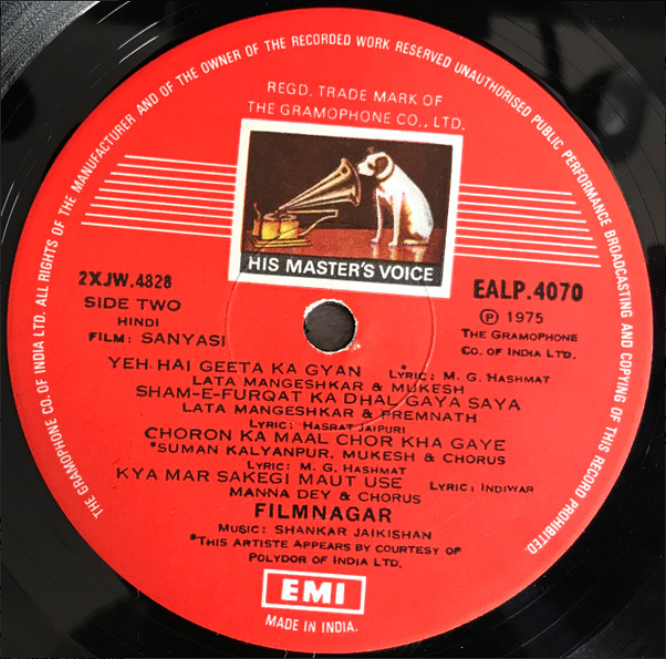 THE GRAMOPHONE CO. OF INDIA LTD. ALL RIGHTS OF THE MANUFACTURER AND OF THE OWNER OF THE RECORDED WORK RESERVED UNAUTHORISED PUBLIC PERFORMANCE BROADCASTING AND COPYING OF THIS RECORD PROHIBITED.
REGD. TRADE MARK OF
THE GRAMOPHONE CO., LTD.
HIS MASTER'S VOICE
2XJW.4828
SIDE TWO
HINDI
FILM: SANYASI
EALP.4070
Ⓟ 1975
THE GRAMOPHONE
CO. OF INDIA LTD.
YEH HAI GEETA KA GYAN LYRIC: M. G. HASHMAT
LATA MANGESHKAR & MUKESH
SHAM-E-FURQAT KA DHAL GAYA SAYA
LATA MANGESHKAR & PREMNATH
LYRIC: HASRAT JAIPURI
CHORON KA MAAL CHOR KHA GAYE
*SUMAN KALYANPUR, MUKESH & CHORUS
LYRIC: M. G. HASHMAT
KYA MAR SAKEGI MAUT USE LYRIC: INDIWAR
MANNA DEY & CHORUS
FILMNAGAR
MUSIC: SHANKAR JAIKISHAN
*THIS ARTISTE APPEARS BY COURTESY OF
POLYDOR OF INDIA LTD.
EMI
MADE IN INDIA.